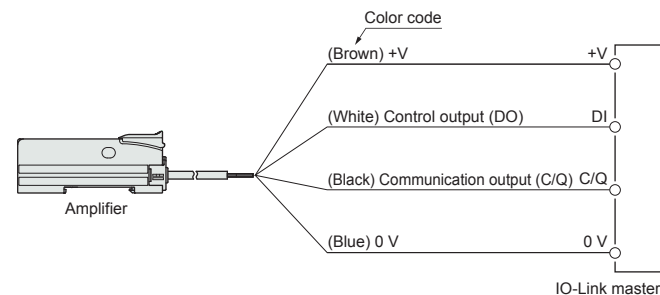 Color code
(Brown) +V +V
(White) Control output (DO) DI
(Black) Communication output (C/Q) C/Q
Amplifier
(Blue) 0 V 0 V
IO-Link master